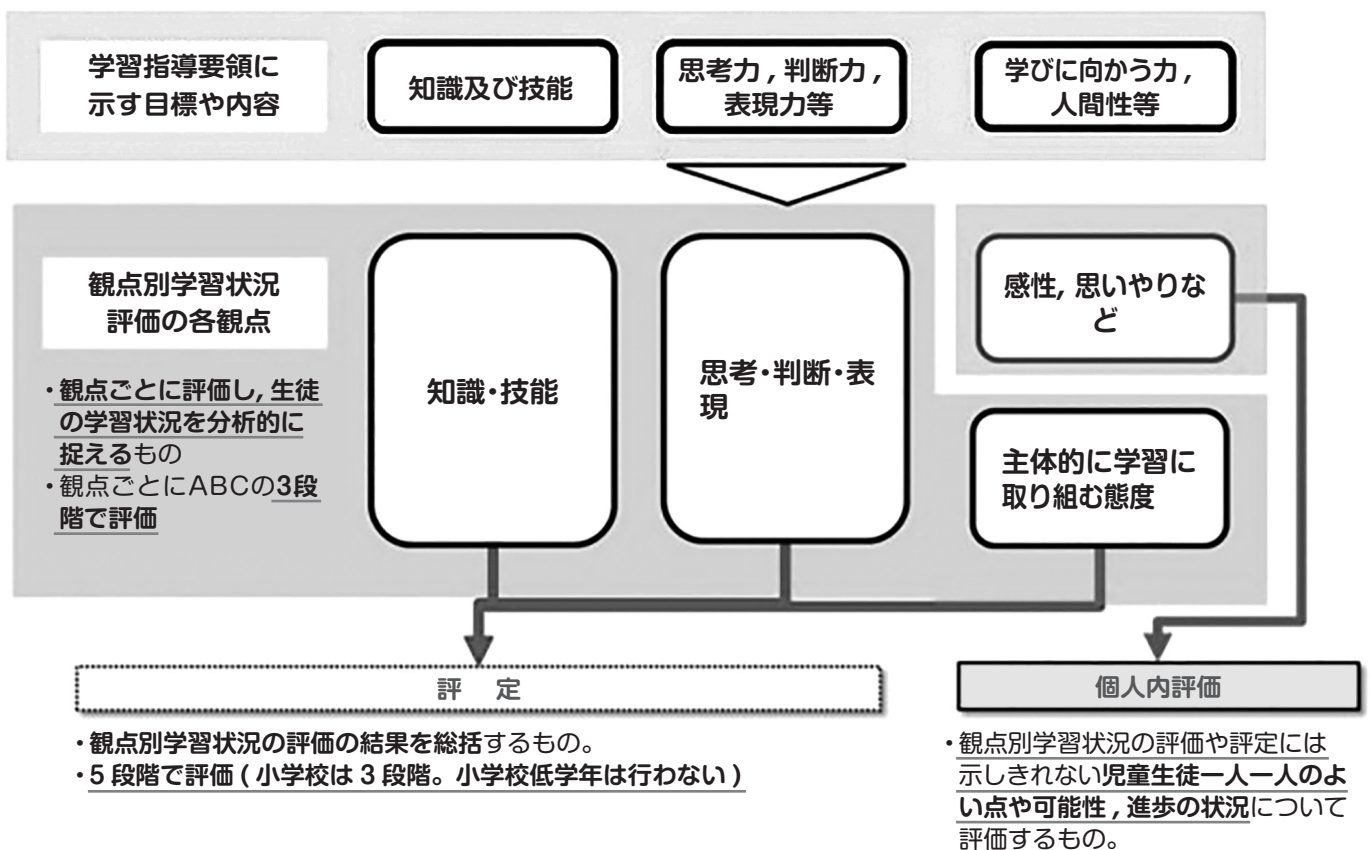 学習指導要領に
示す目標や内容
知識及び技能
思考力，判断力，
表現力等
学びに向かう力，
人間性等
観点別学習状況
評価の各観点
・観点ごとに評価し，生徒
の学習状況を分析的に
捉えるもの
・観点ごとにABCの3段
階で評価
知識・技能
思考・判断・表
現
感性，思いやりな
ど
主体的に学習に
取り組む態度
評　定
・観点別学習状況の評価の結果を総括するもの。
・5段階で評価（小学校は3段階。小学校低学年は行わない）
個人内評価
・観点別学習状況の評価や評定には
示しきれない児童生徒一人一人のよ
い点や可能性，進歩の状況について
評価するもの。